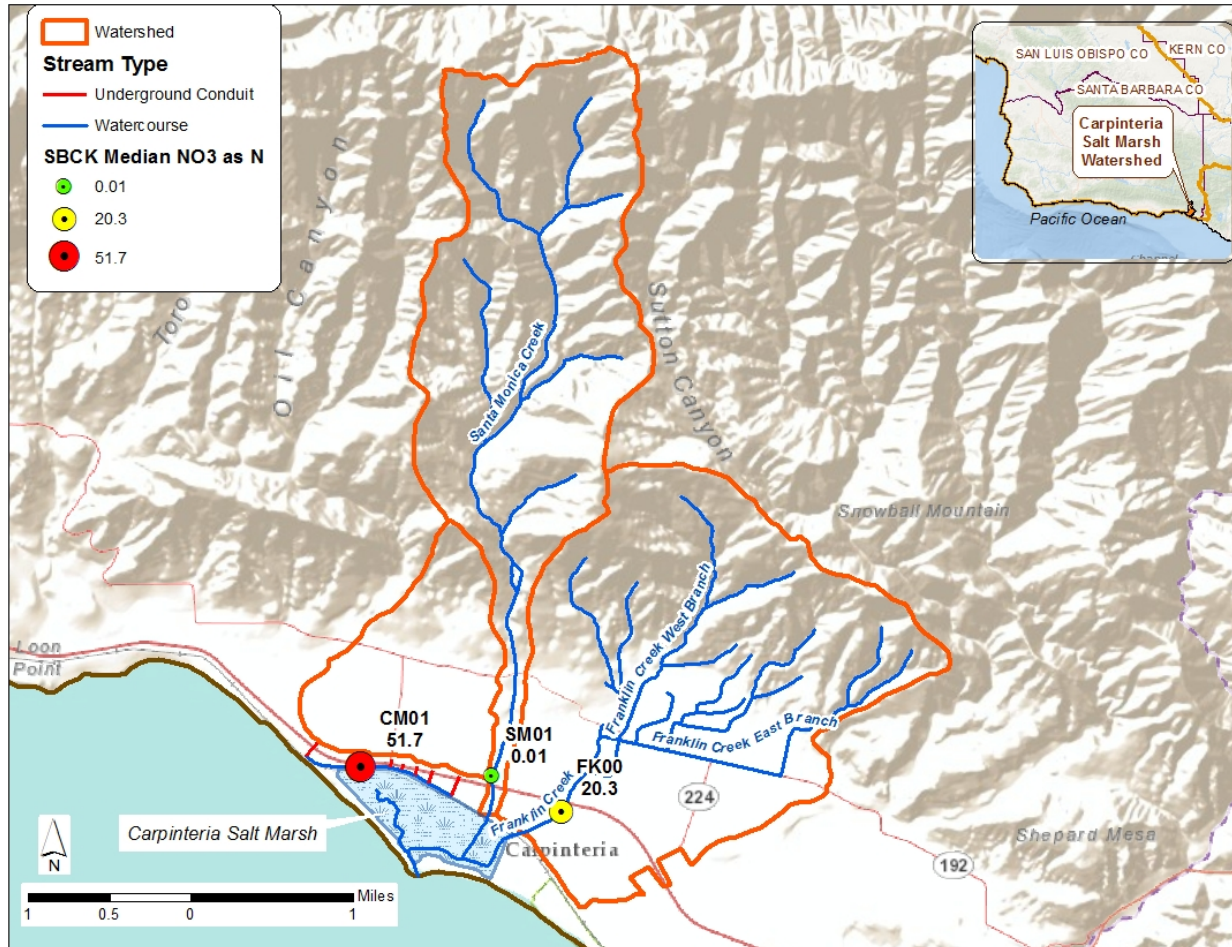 Watershed
Stream Type
Underground Conduit
Watercourse
SBCK Median NO3 as N
0.01
20.3
51.7
SAN LUIS OBISPO CO
KERN CO
SANTA BARBARA CO
Carpinteria
Salt Marsh
Watershed
Pacific Ocean
Channel
Toro
Oil Canyon
Sutton Canyon
Santa Monica Creek
Snowball Mountain
Franklin Creek West Branch
Franklin Creek East Branch
Loon
Point
CM01
51.7
SM01
0.01
FK00
20.3
Franklin Creek
224
192
Carpinteria Salt Marsh
Carpinteria
Shepard Mesa
N
Miles
1
0.5
0
1